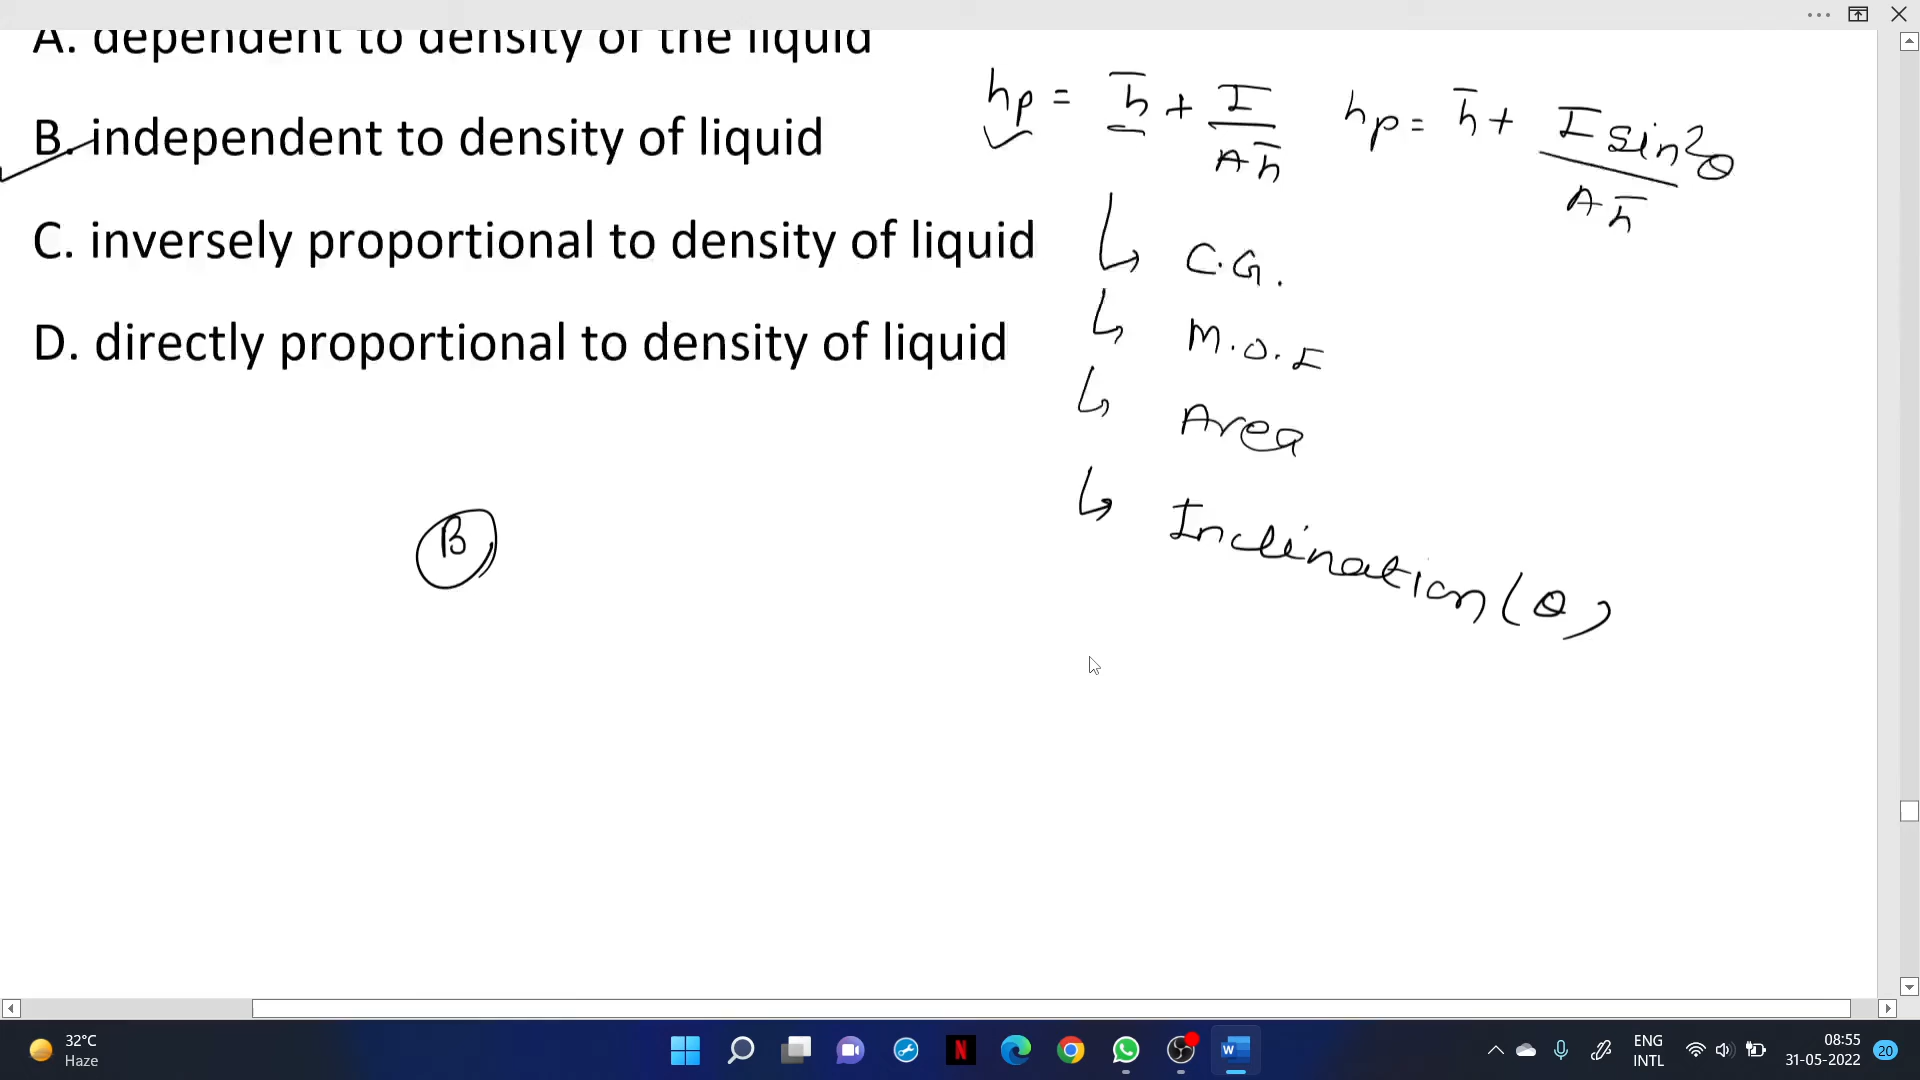 A. dependent to density of the liquid
B. independent to density of liquid
C. inversely proportional to density of liquid
D. directly proportional to density of liquid
hp = h̅ + I / A h̅
hp = h̅ + I sin²θ / A h̅
↳ C.G.
↳ M.O.I
↳ Area
↳ Inclination (θ)
B
32°C
Haze
N
W
ENG
INTL
08:55
31-05-2022
20